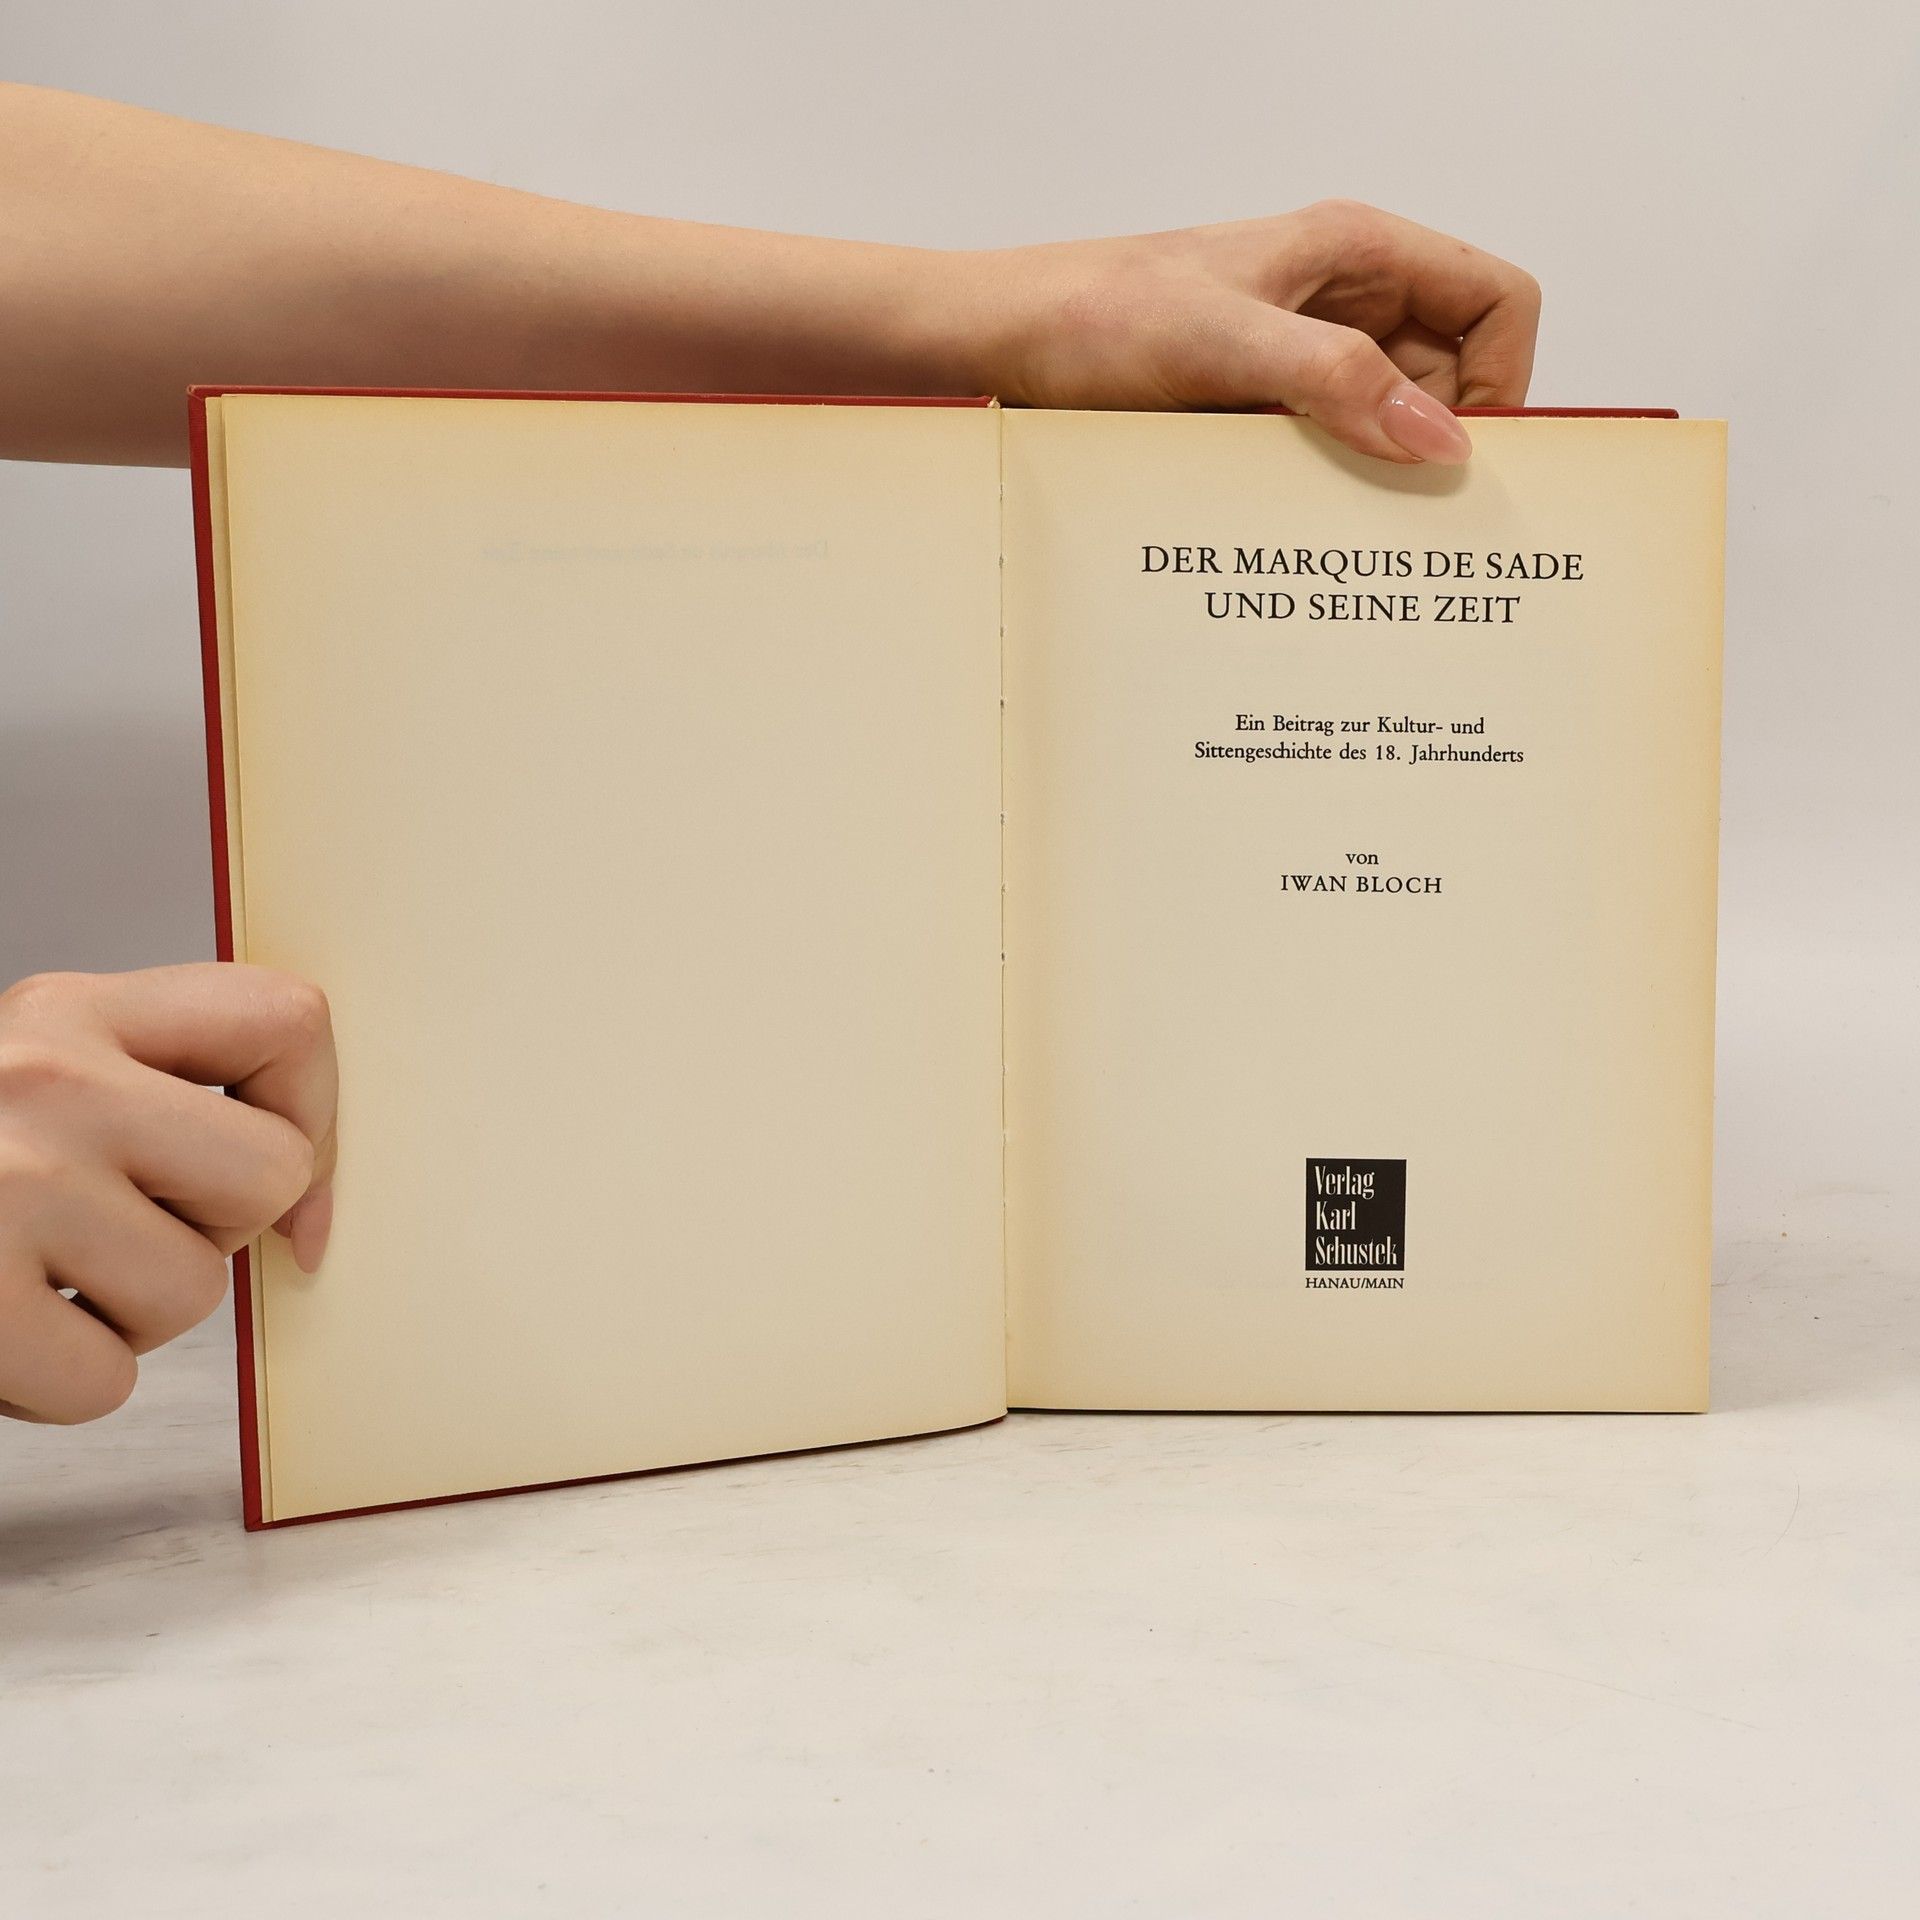 DER MARQUIS DE SADE
UND SEINE ZEIT
Ein Beitrag zur Kultur- und
Sittengeschichte des 18. Jahrhunderts
von
IWAN BLOCH
Verlag
Karl
Schustek
HANAU/MAIN